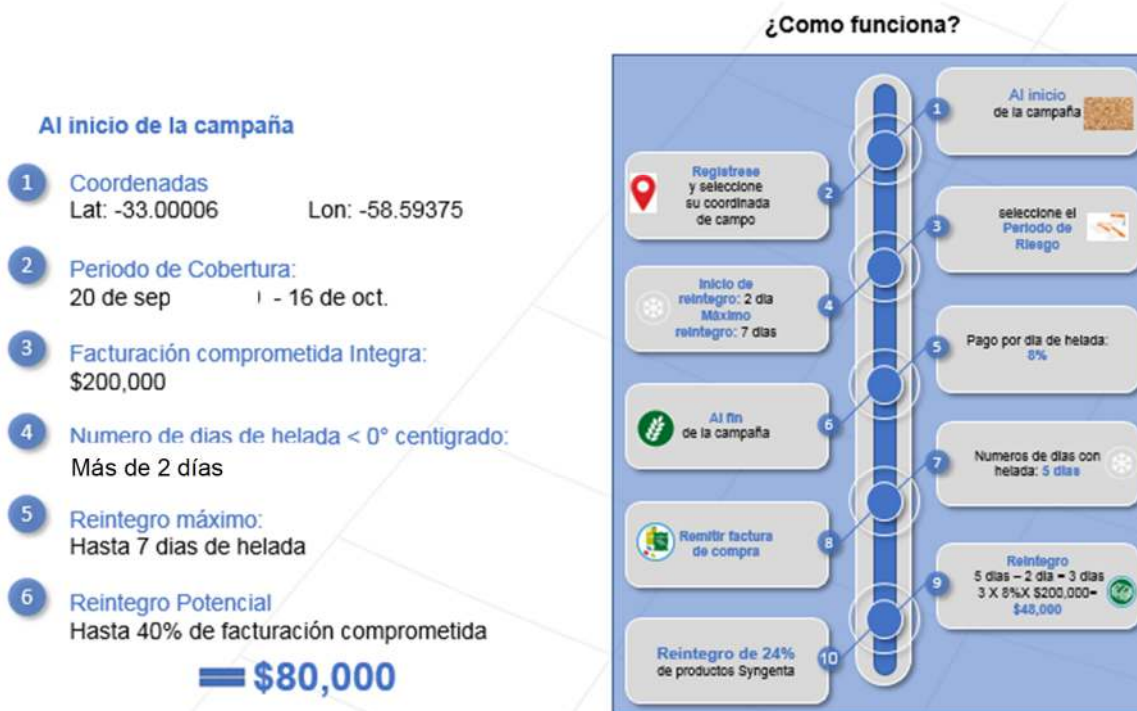 ¿Como funciona?
Al inicio de la campaña
1
Coordenadas
Lat: -33.00006 Lon: -58.59375
2
Periodo de Cobertura:
20 de sep - 16 de oct.
3
Facturación comprometida Integra:
$200,000
4
Numero de dias de helada < 0° centigrado:
Más de 2 días
5
Reintegro máximo:
Hasta 7 dias de helada
6
Reintegro Potencial
Hasta 40% de facturación comprometida
= $80,000
1
Al inicio
de la campaña
2
Registrese
y seleccione
su coordinada
de campo
3
seleccione el
Periodo de
Riesgo
4
Inicio de
reintegro: 2 dia
Máximo
reintegro: 7 dias
5
Pago por dia de helada:
8%
6
Al fin
de la campaña
7
Numeros de dias con
helada: 5 dias
8
Remitir factura
de compra
9
Reintegro
5 dias – 2 dia = 3 dias
3 X 8%X $200,000=
$48,000
10
Reintegro de 24%
de productos Syngenta